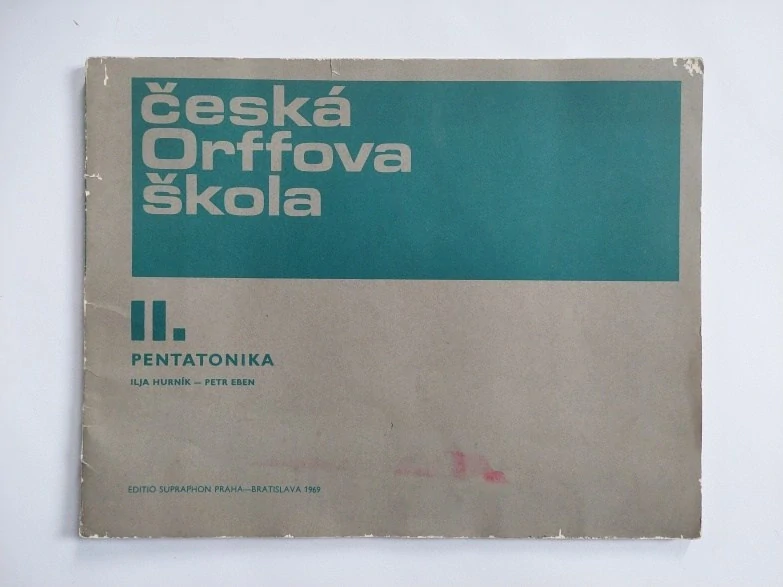 česká
Orffova
škola
II.
PENTATONIKA
ILJA HURNÍK — PETR EBEN
EDITIO SUPRAPHON PRAHA—BRATISLAVA 1969